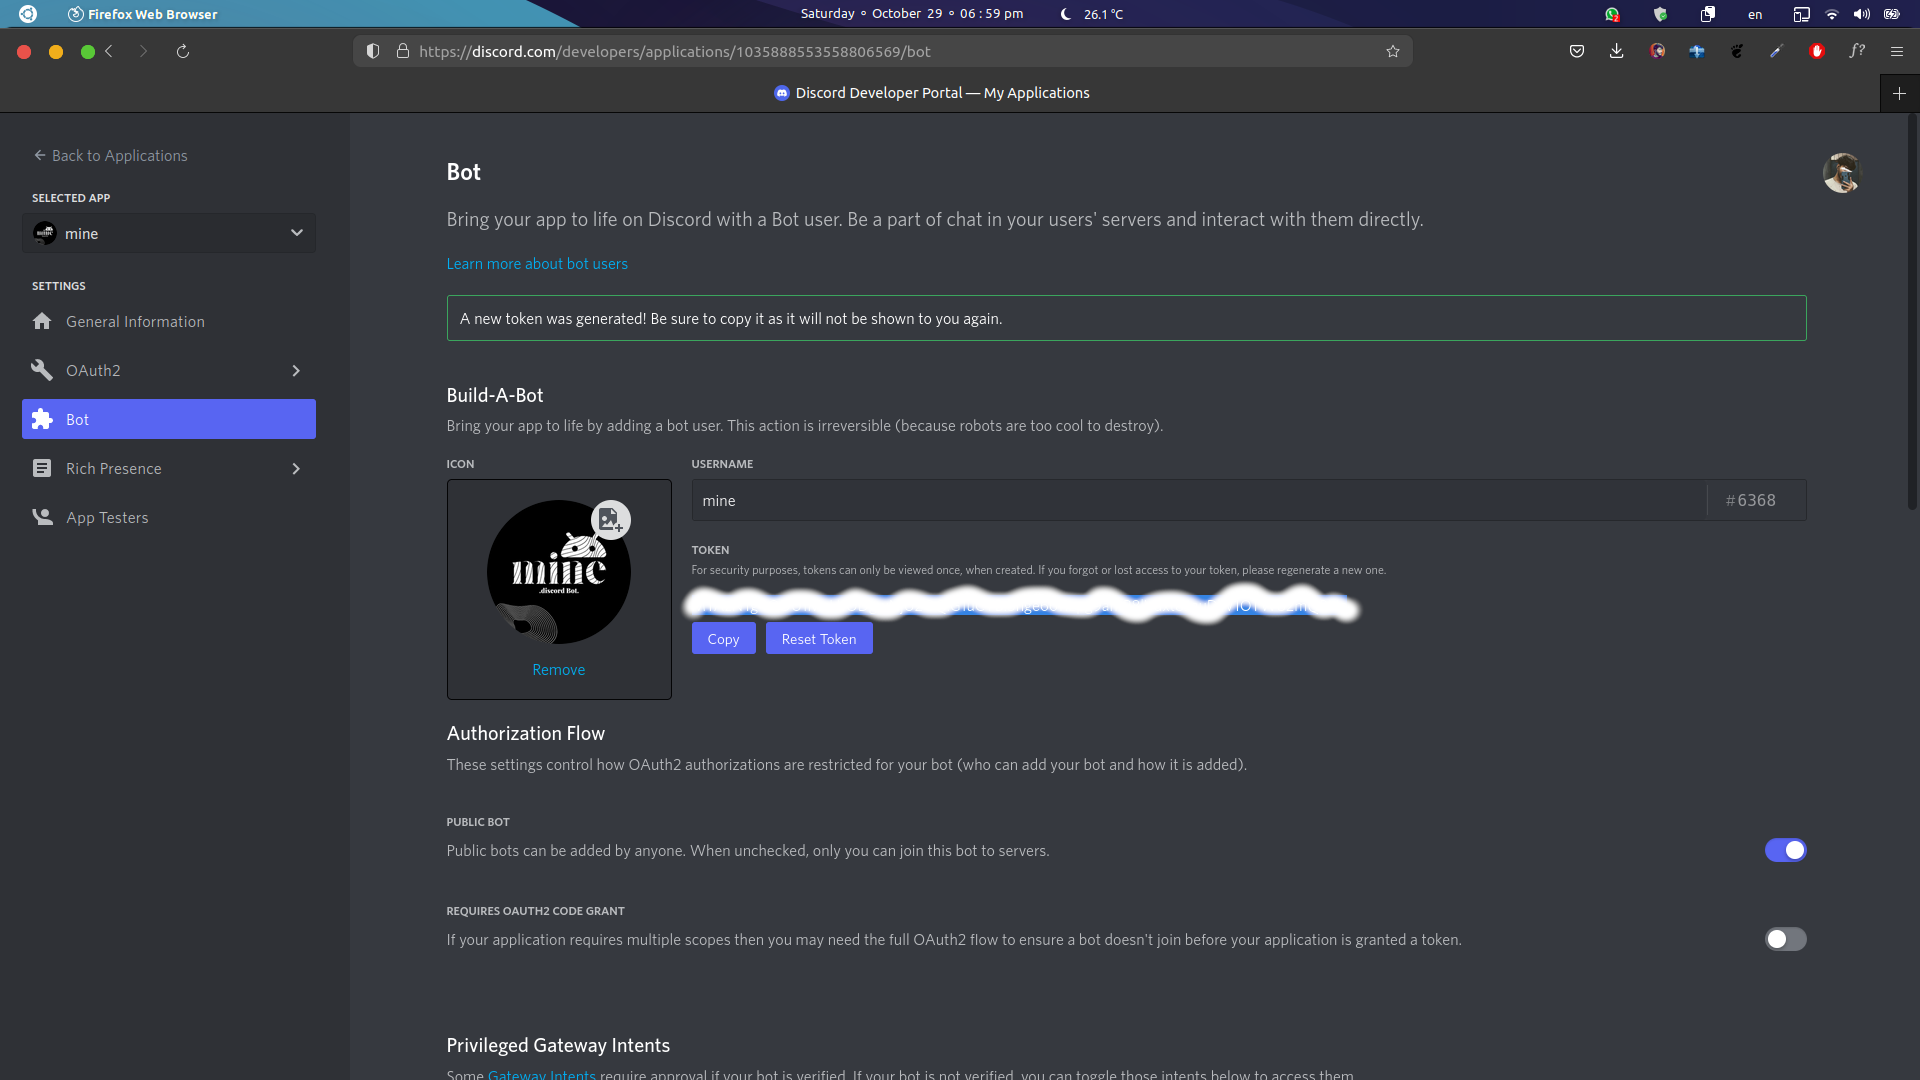 Firefox Web Browser
Saturday ∘ October 29 ∘ 06 : 59 pm
26.1 °C
en
https://discord.com/developers/applications/1035888553558806569/bot
f?
Discord Developer Portal — My Applications
Back to Applications
SELECTED APP
mine
SETTINGS
General Information
OAuth2
Bot
Rich Presence
App Testers
Bot
Bring your app to life on Discord with a Bot user. Be a part of chat in your users' servers and interact with them directly.
Learn more about bot users
A new token was generated! Be sure to copy it as it will not be shown to you again.
Build-A-Bot
Bring your app to life by adding a bot user. This action is irreversible (because robots are too cool to destroy).
ICON
mine
.discord Bot.
Remove
USERNAME
mine
#6368
TOKEN
For security purposes, tokens can only be viewed once, when created. If you forgot or lost access to your token, please regenerate a new one.
Copy
Reset Token
Authorization Flow
These settings control how OAuth2 authorizations are restricted for your bot (who can add your bot and how it is added).
PUBLIC BOT
Public bots can be added by anyone. When unchecked, only you can join this bot to servers.
REQUIRES OAUTH2 CODE GRANT
If your application requires multiple scopes then you may need the full OAuth2 flow to ensure a bot doesn't join before your application is granted a token.
Privileged Gateway Intents
Some Gateway Intents require approval if your bot is verified. If your bot is not verified, you can toggle those intents below to access them.